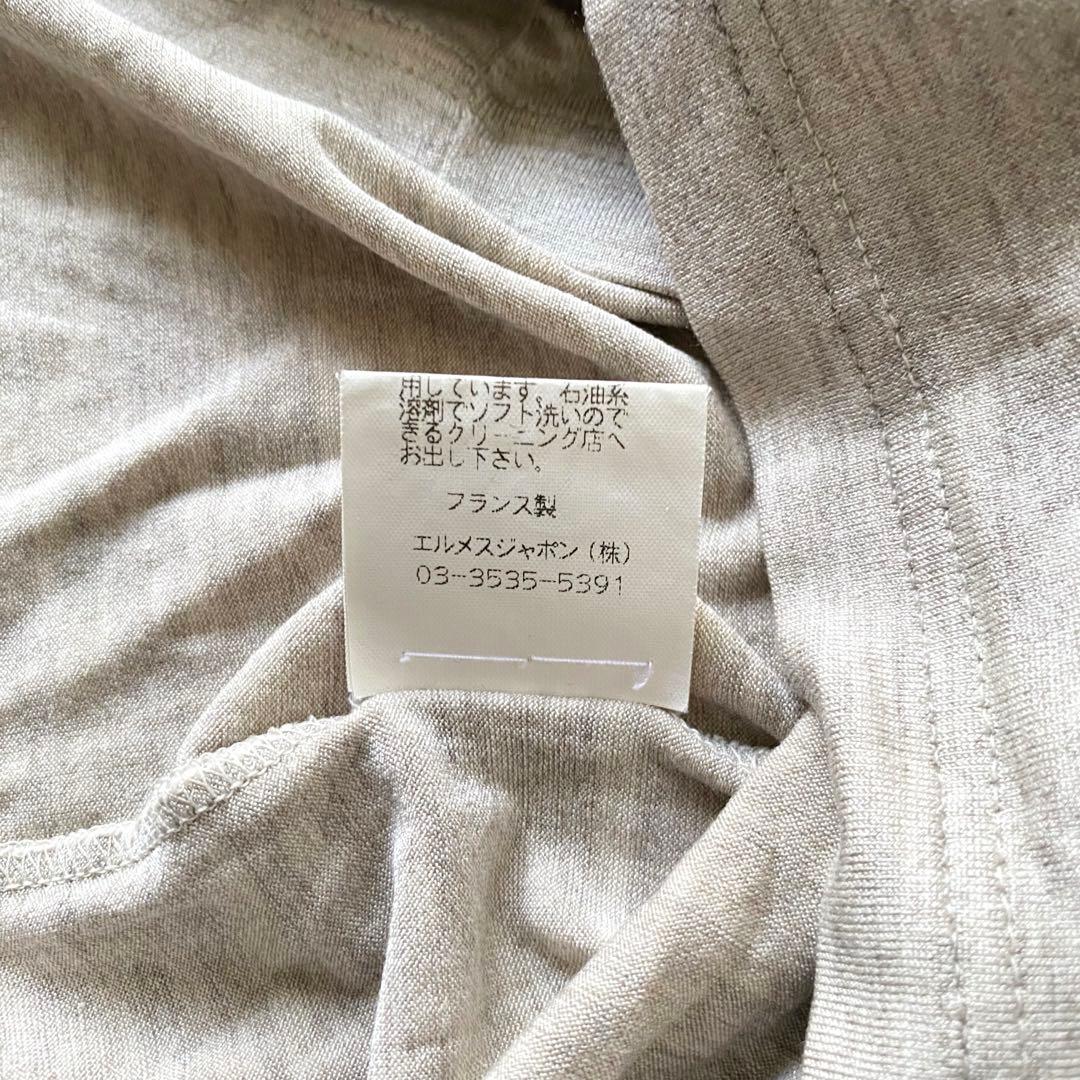 用しています。石油系
溶剤でソフト洗いので
きるクリーニング店へ
お出し下さい。
フランス製
エルメスジャポン(株)
03-3535-5391